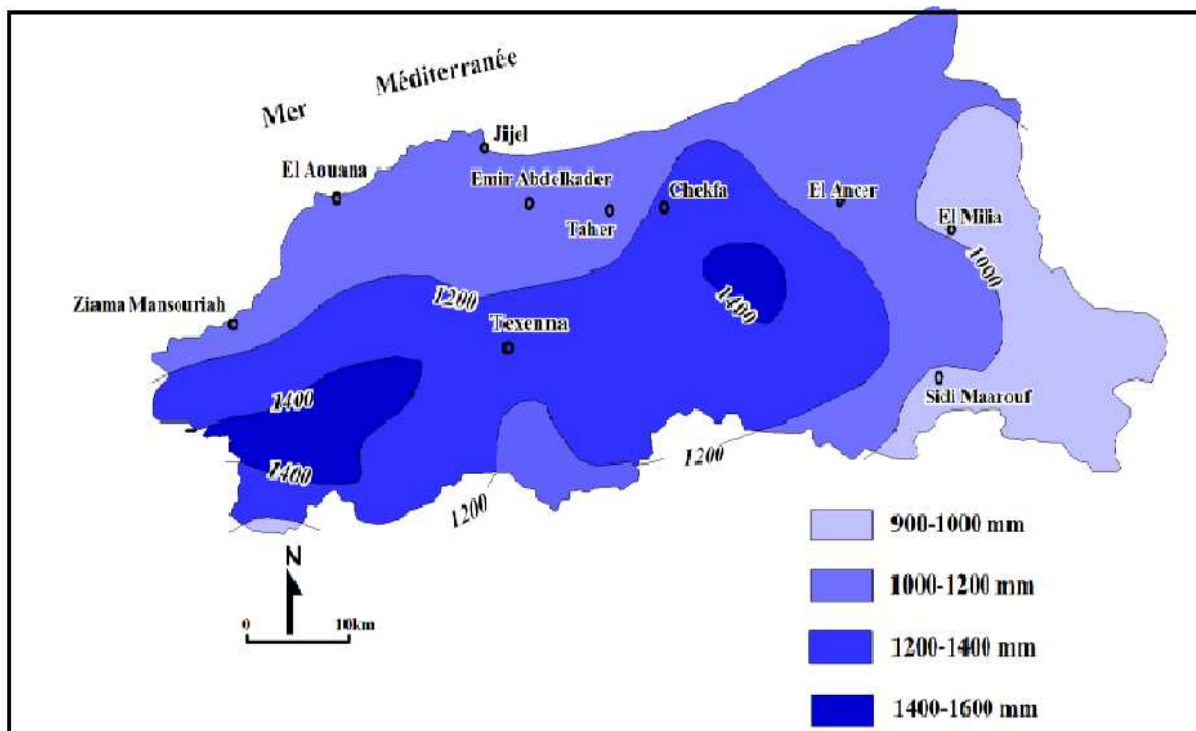 Mer Méditerranée
Jijel
El Aouana
Emir Abdelkader
Chekfa
El Ancer
Taher
El Milia
1000
1200
1400
Ziama Mansouriah
Texenna
Sidi Maarouf
1400
1200
1400
1200
N
0 10km
900-1000 mm
1000-1200 mm
1200-1400 mm
1400-1600 mm